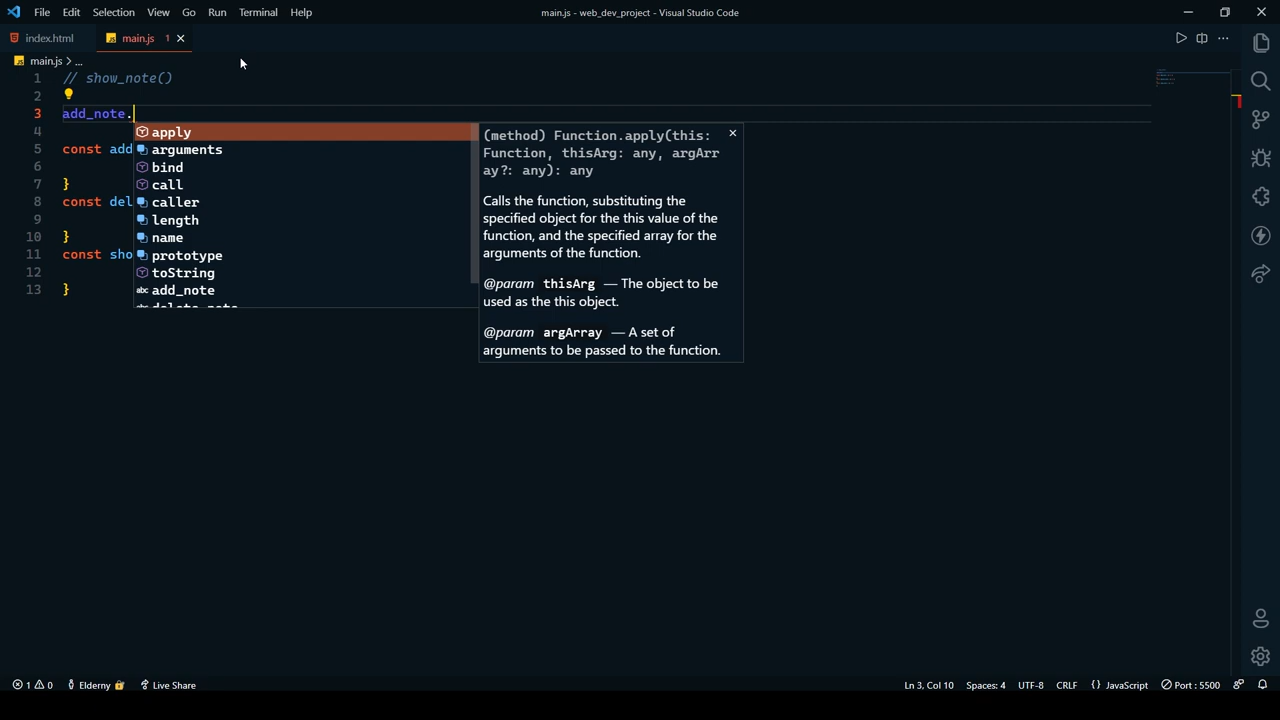 File Edit Selection View Go Run Terminal Help
main.js - web_dev_project - Visual Studio Code
index.html
main.js 1
main.js > ...
1 // show_note()
2
3 add_note.
4
5 const add
6
7 }
8 const del
9
10 }
11 const sho
12
13 }
apply
arguments
bind
call
caller
length
name
prototype
toString
abc add_note
(method) Function.apply(this:
Function, thisArg: any, argArr
ay?: any): any
Calls the function, substituting the
specified object for the this value of the
function, and the specified array for the
arguments of the function.
@param thisArg — The object to be
used as the this object.
@param argArray — A set of
arguments to be passed to the function.
1 0 Elderny Live Share
Ln 3, Col 10 Spaces: 4 UTF-8 CRLF {} JavaScript Port : 5500